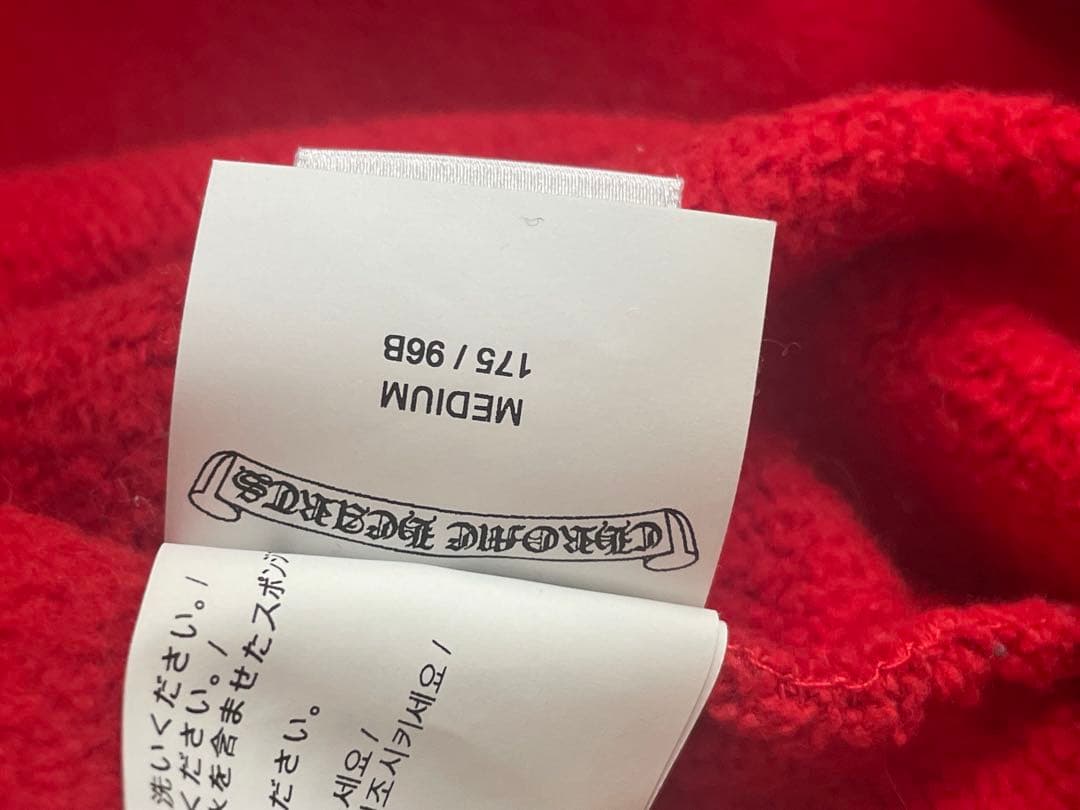 CHROME HEARTS
MEDIUM
175 / 96B
洗いください。/
ください。/
を含ませたスポンジ
ださい。
세요 /
조시키세요 /